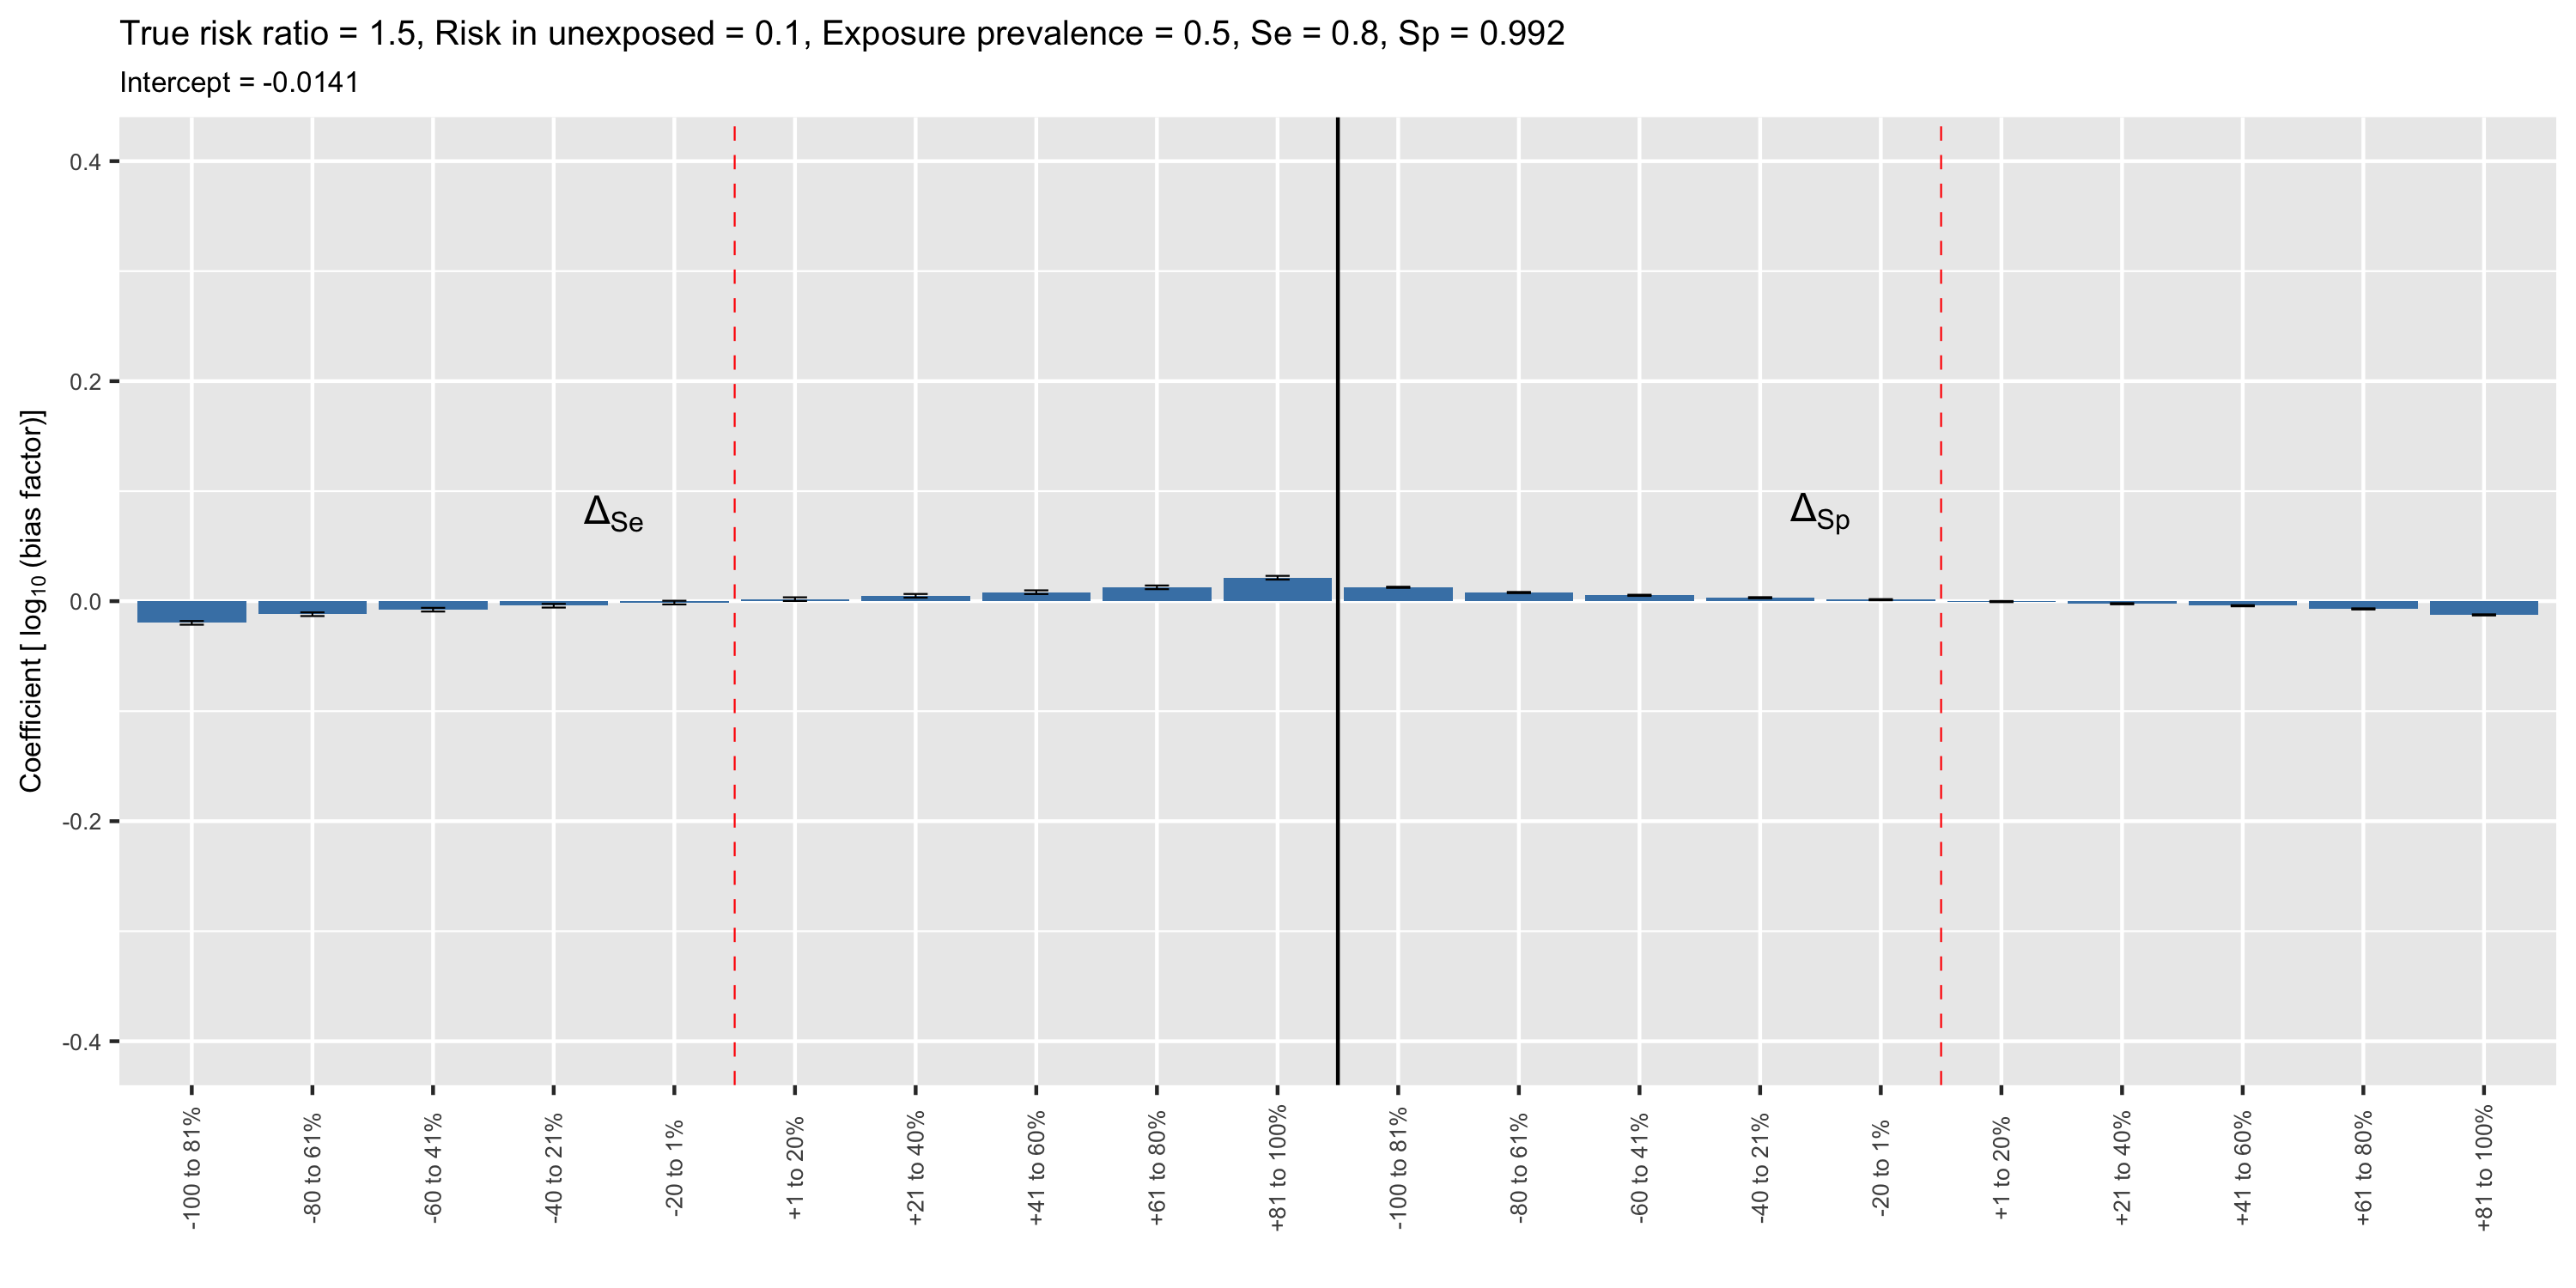 True risk ratio = 1.5, Risk in unexposed = 0.1, Exposure prevalence = 0.5, Se = 0.8, Sp = 0.992
Intercept = -0.0141
Coefficient [ log10 (bias factor)]
0.4
0.2
0.0
-0.2
-0.4
ΔSe
ΔSp
-100 to 81%
-80 to 61%
-60 to 41%
-40 to 21%
-20 to 1%
+1 to 20%
+21 to 40%
+41 to 60%
+61 to 80%
+81 to 100%
-100 to 81%
-80 to 61%
-60 to 41%
-40 to 21%
-20 to 1%
+1 to 20%
+21 to 40%
+41 to 60%
+61 to 80%
+81 to 100%